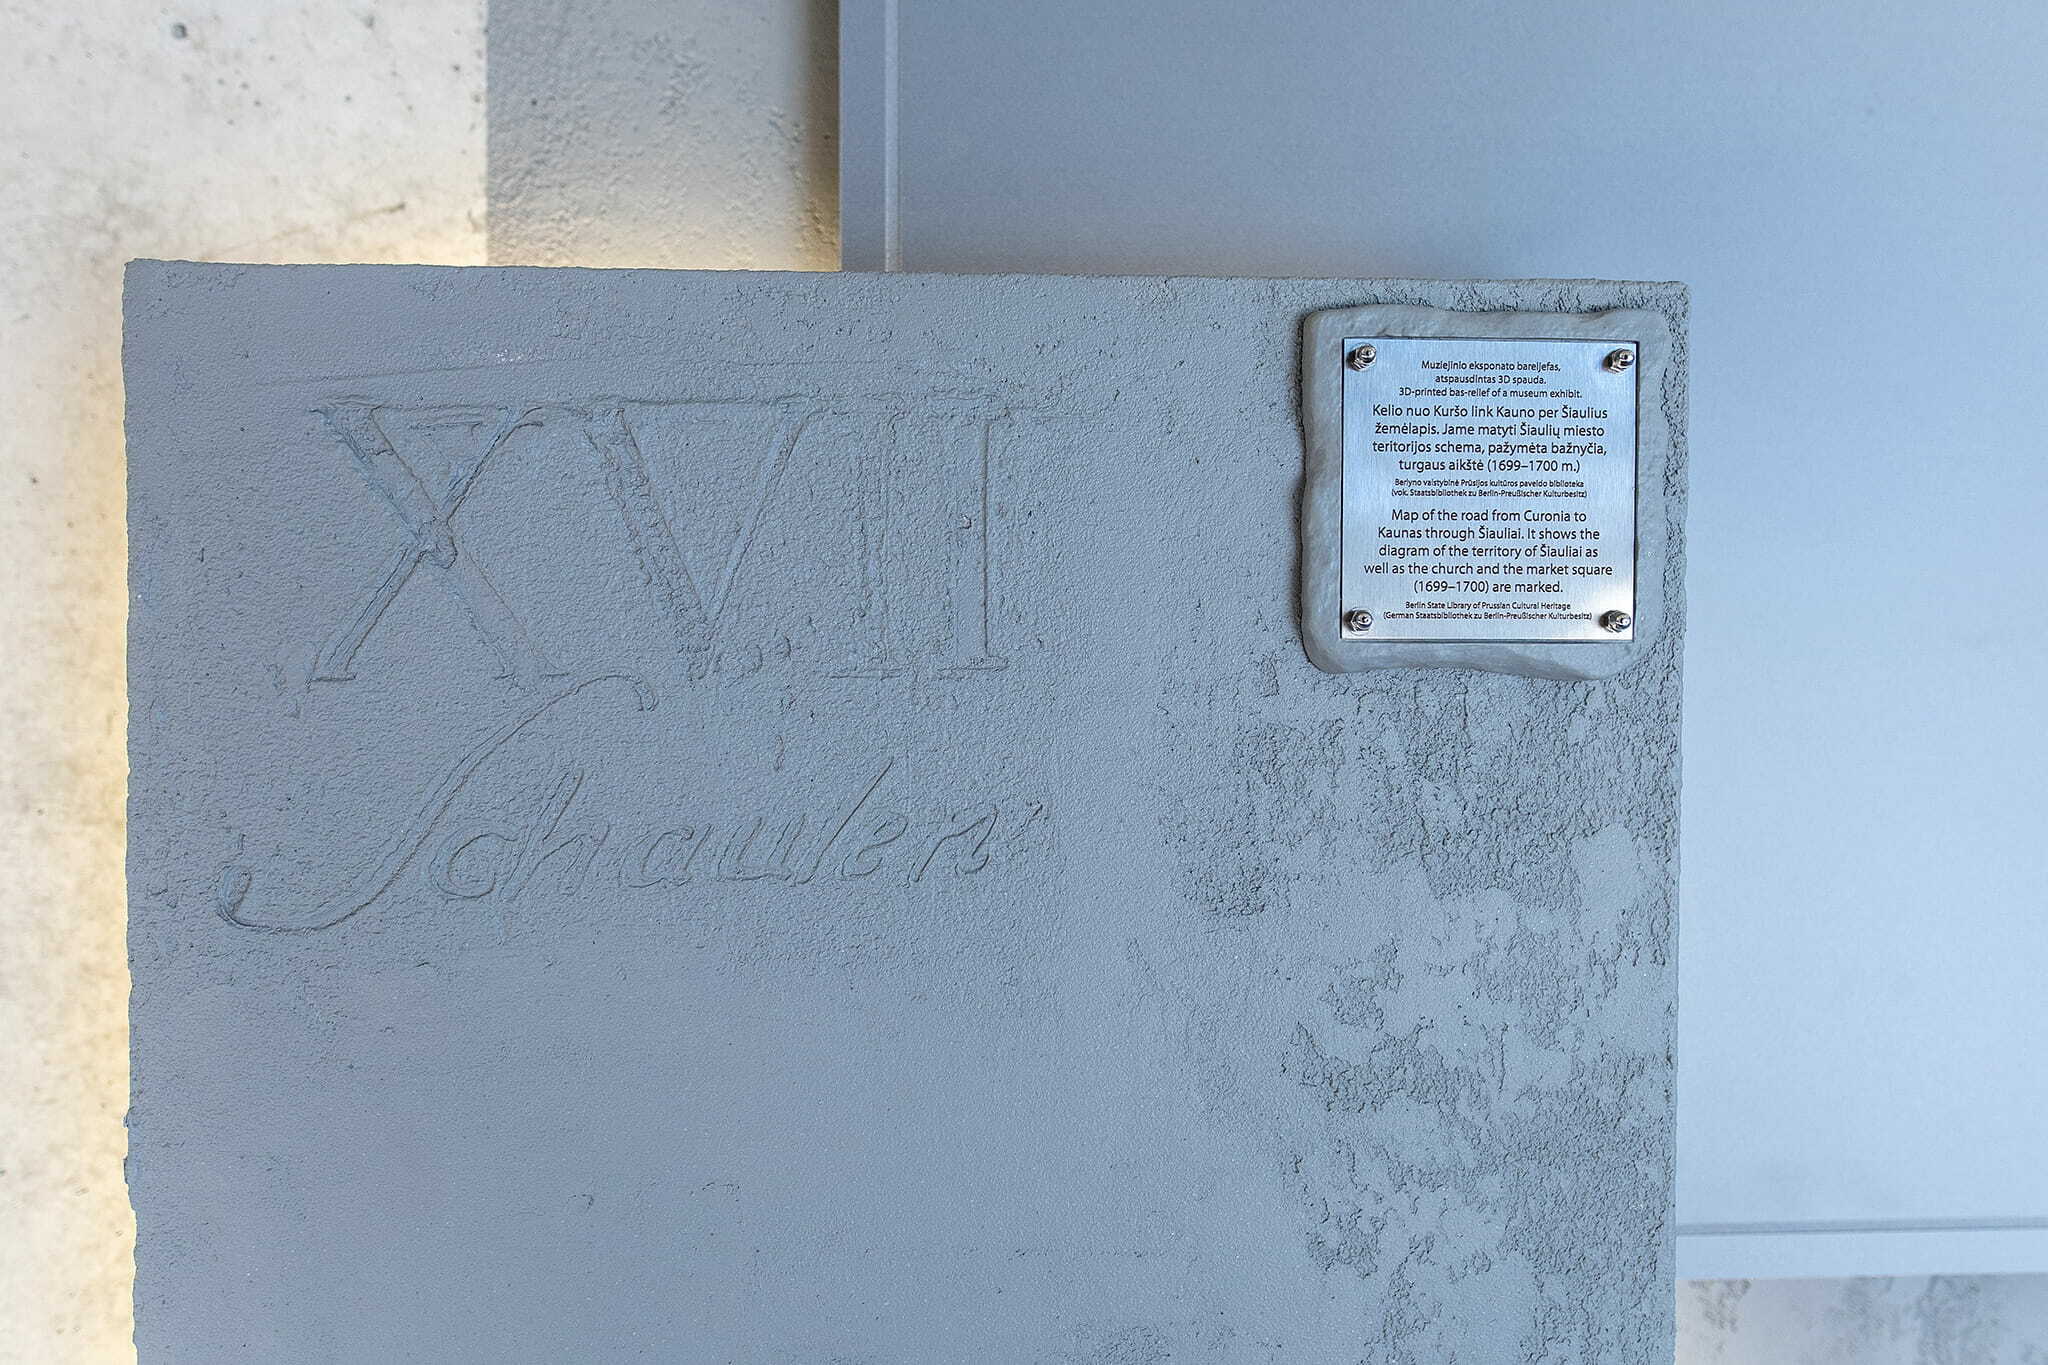 XVII
Schaulen
Muziejinio eksponato bareljefas,
atspausdintas 3D spauda.
3D-printed bas-relief of a museum exhibit.
Kelio nuo Kuršo link Kauno per Šiaulius
žemėlapis. Jame matyti Šiaulių miesto
teritorijos schema, pažymėta bažnyčia,
turgaus aikštė (1699–1700 m.)
Berlyno valstybinė Prūsijos kultūros paveldo biblioteka
(vok. Staatsbibliothek zu Berlin-Preußischer Kulturbesitz)
Map of the road from Curonia to
Kaunas through Šiauliai. It shows the
diagram of the territory of Šiauliai as
well as the church and the market square
(1699–1700) are marked.
Berlin State Library of Prussian Cultural Heritage
(German Staatsbibliothek zu Berlin-Preußischer Kulturbesitz)